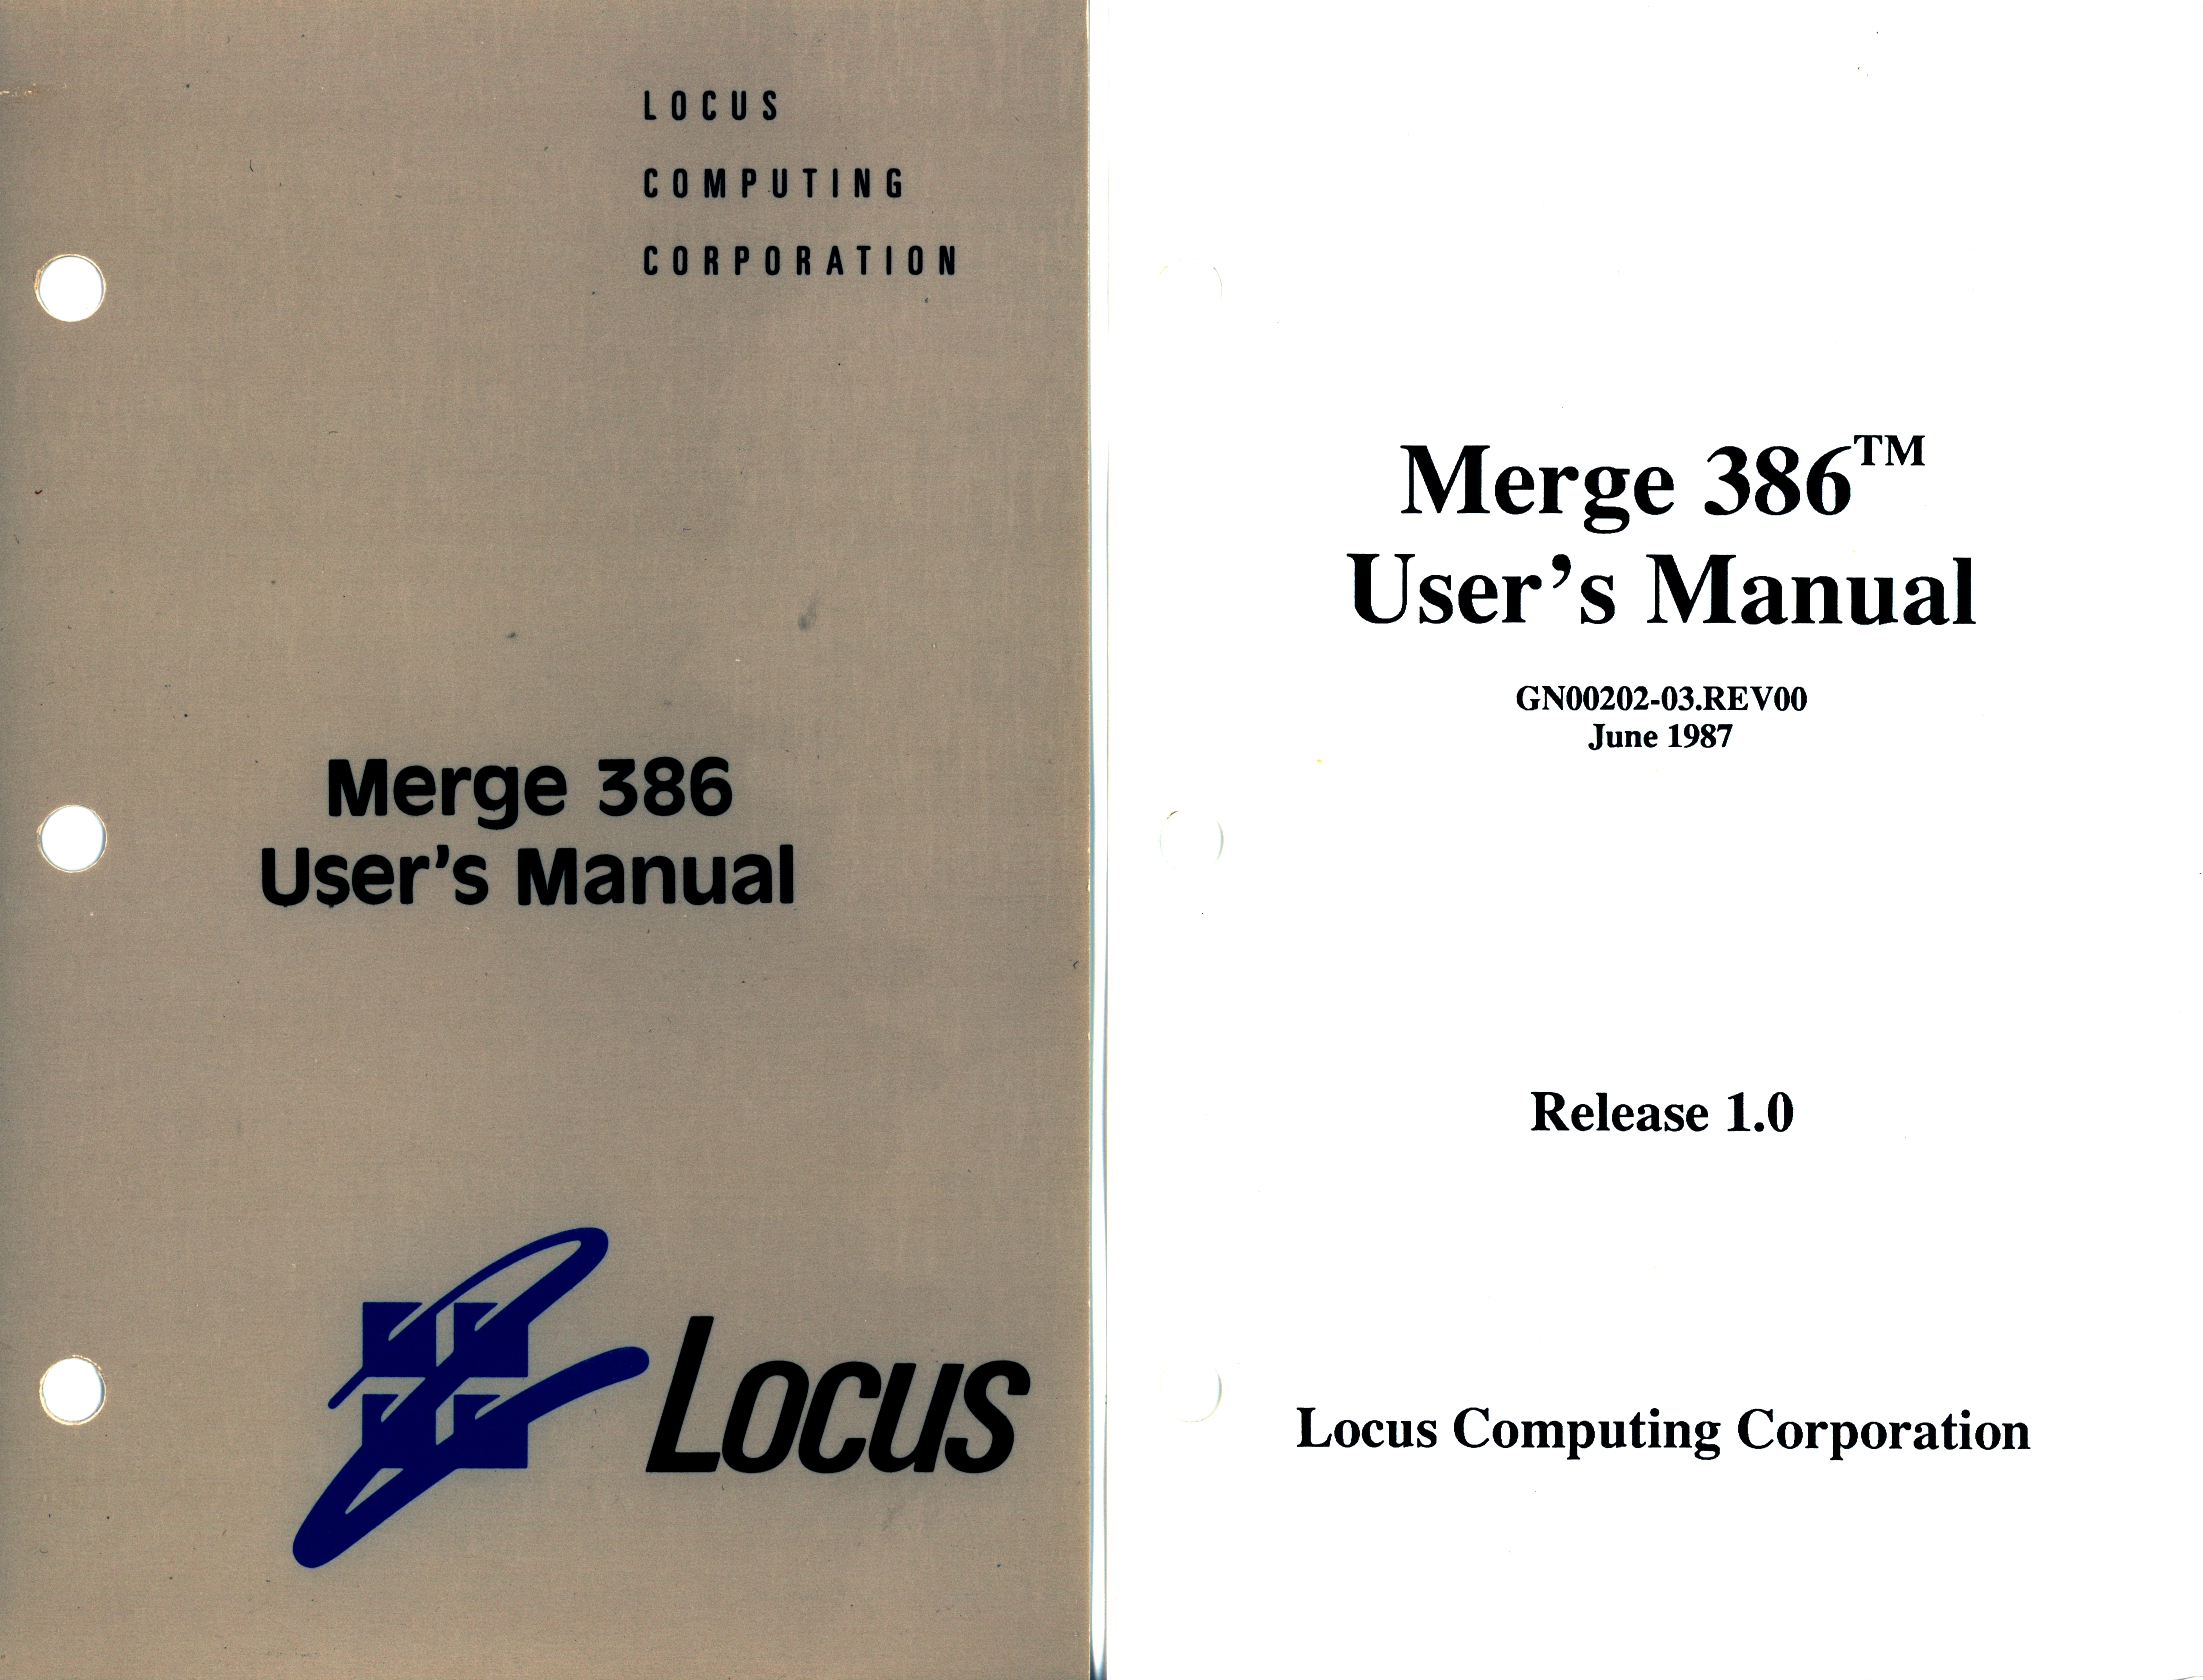 LOCUS
COMPUTING
CORPORATION
Merge 386
User's Manual
Locus
Merge 386™
User's Manual
GN00202-03.REV00
June 1987
Release 1.0
Locus Computing Corporation